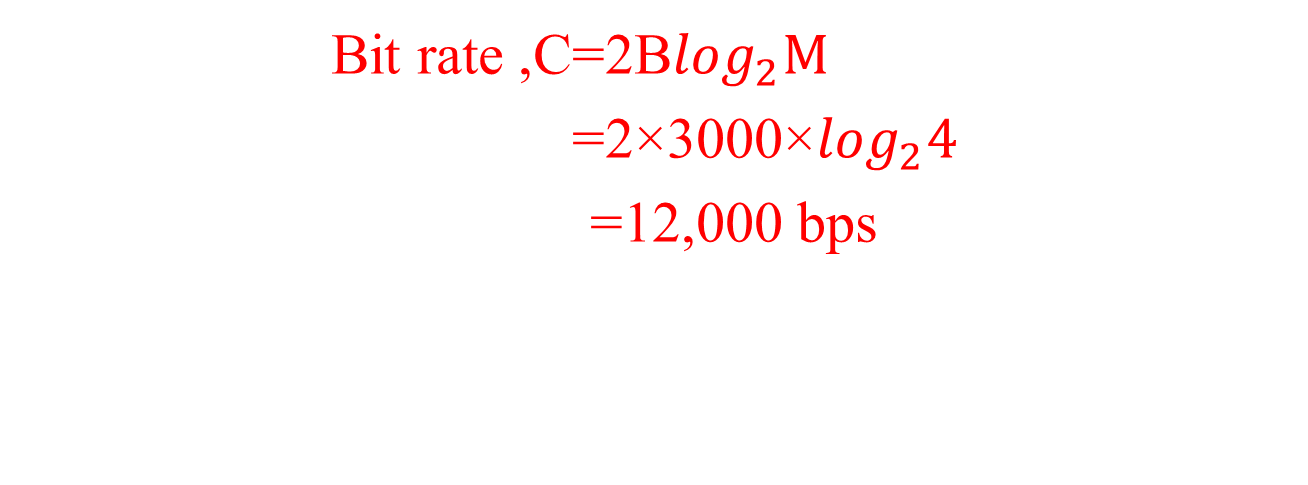 Bit rate ,C=2Blog₂M
=2×3000×log₂4
=12,000 bps